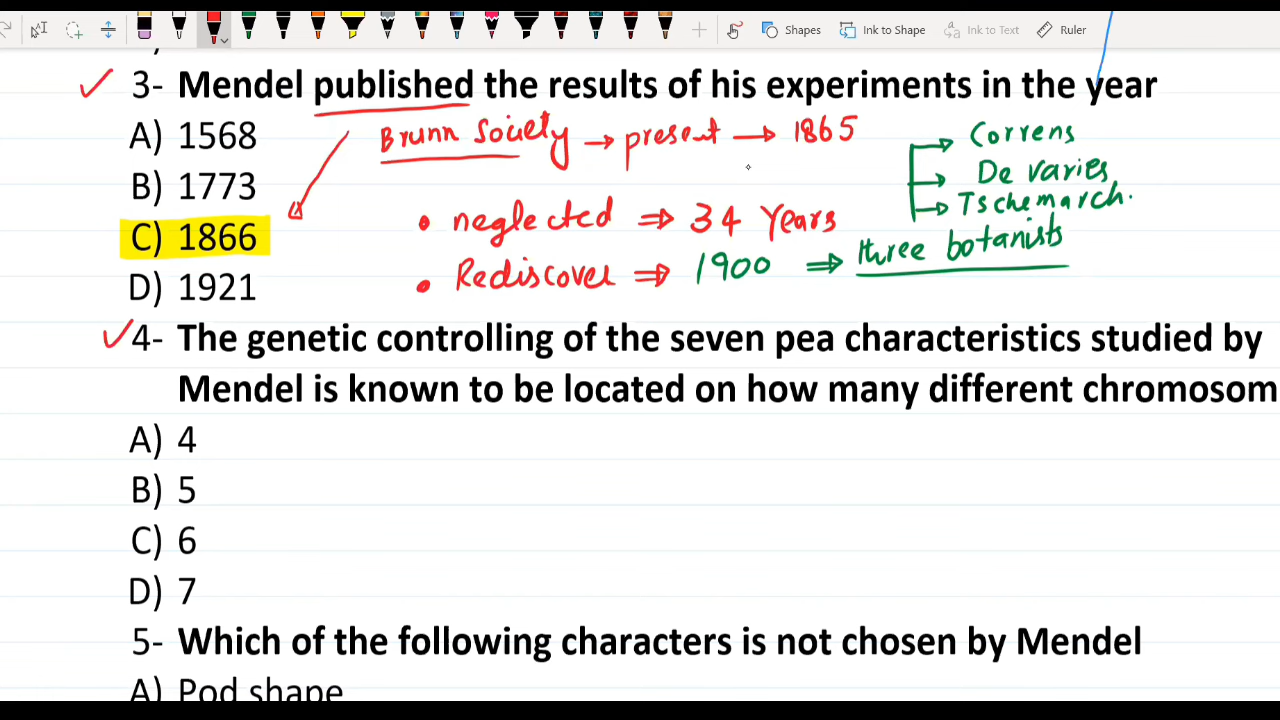 Shapes
Ink to Shape
Ink to Text
Ruler
3- Mendel published the results of his experiments in the year
A) 1568
Brunn Society → present → 1865
Correns
B) 1773
De varies
Tschemarch.
C) 1866
• neglected ⇒ 34 Years
three botanists
D) 1921
• Rediscover ⇒ 1900 ⇒
4- The genetic controlling of the seven pea characteristics studied by
Mendel is known to be located on how many different chromosom
A) 4
B) 5
C) 6
D) 7
5- Which of the following characters is not chosen by Mendel
A) Pod shape